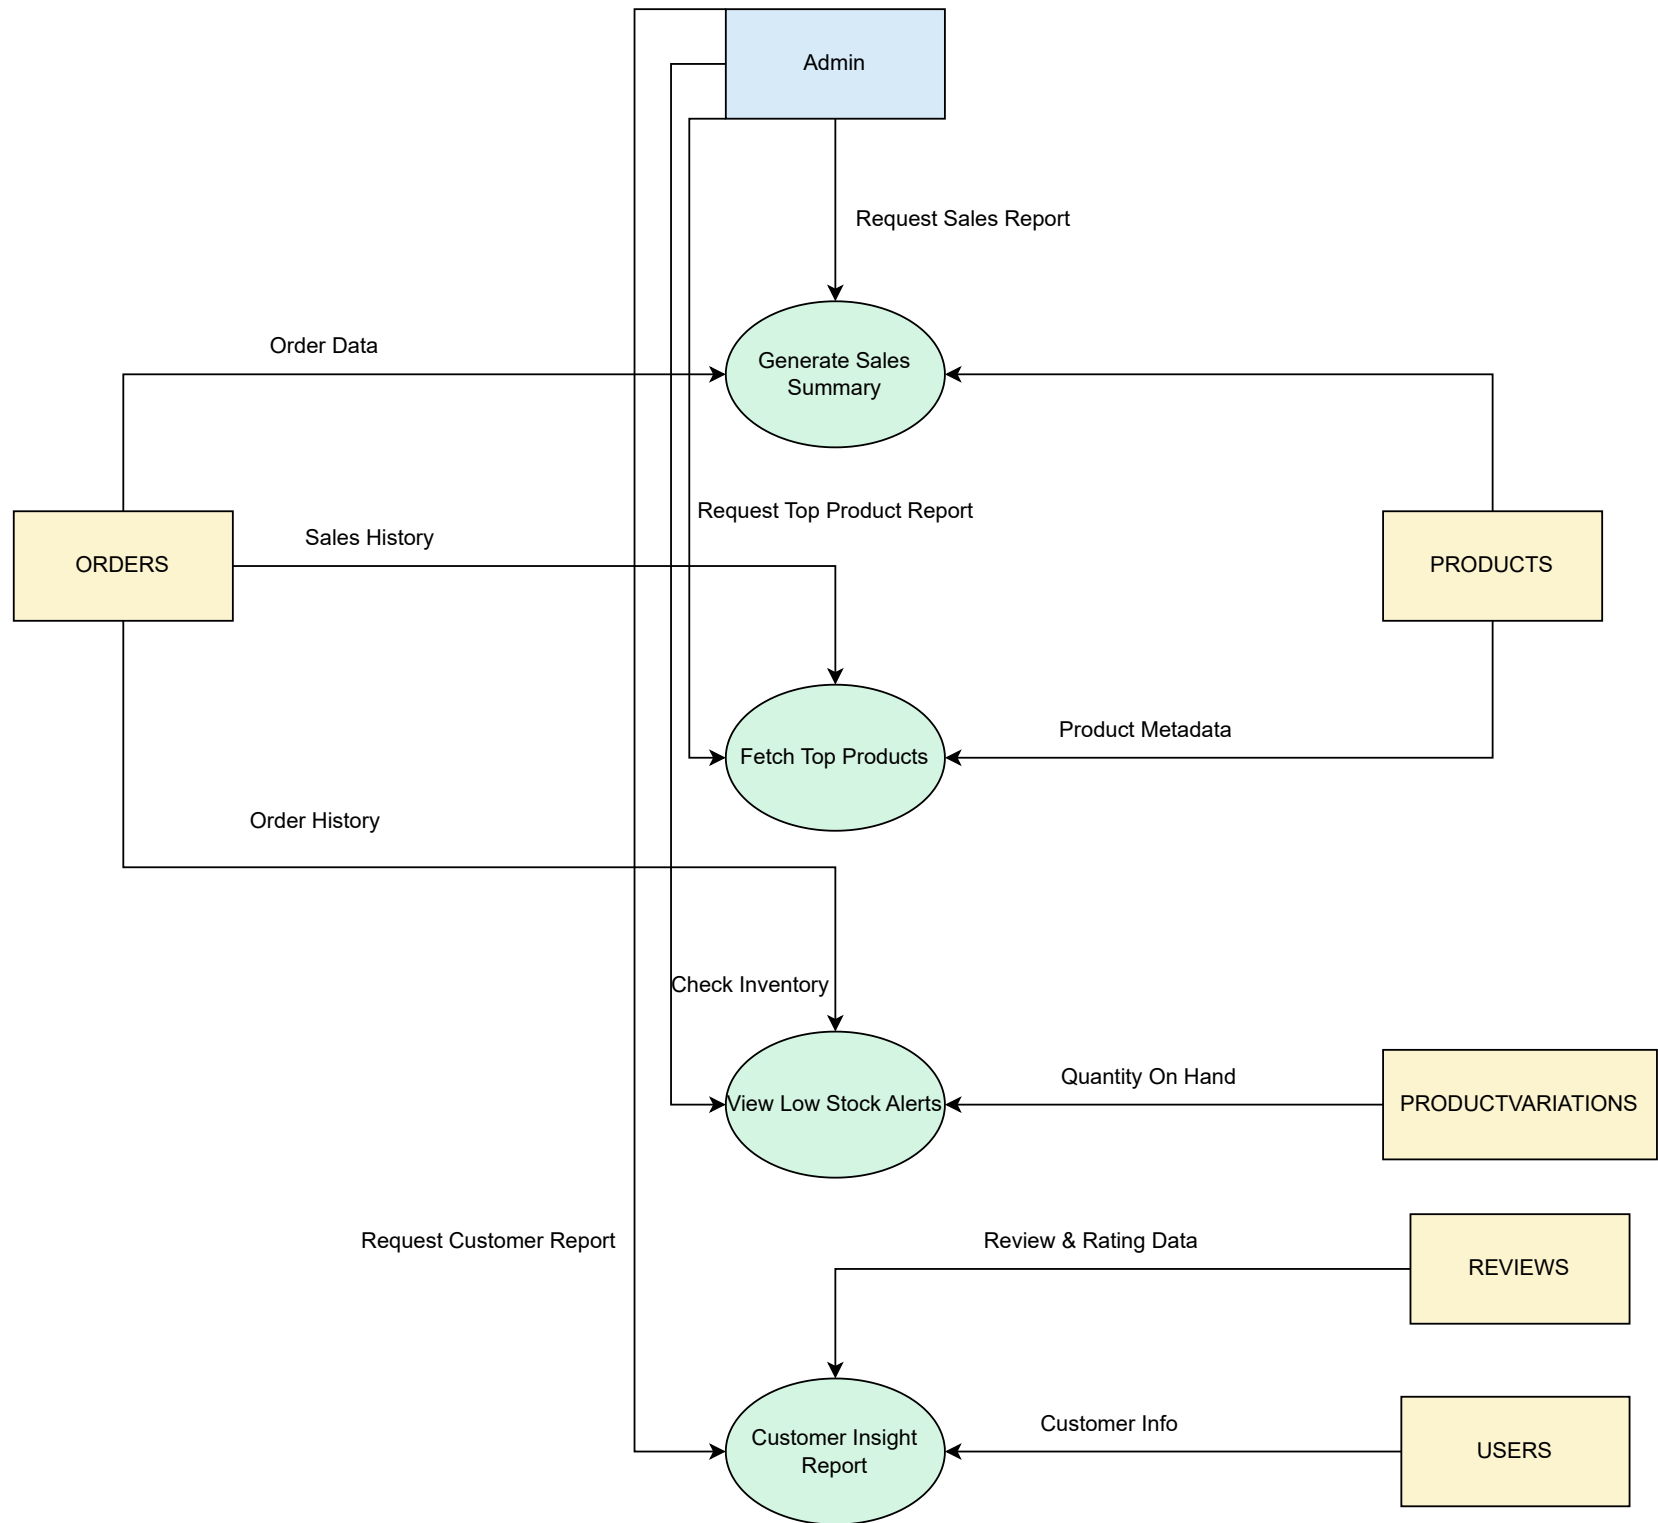 Admin
Request Sales Report
Order Data
Generate Sales
Summary
Request Top Product Report
Sales History
ORDERS
PRODUCTS
Product Metadata
Fetch Top Products
Order History
Check Inventory
Quantity On Hand
View Low Stock Alerts
PRODUCTVARIATIONS
Request Customer Report
Review & Rating Data
REVIEWS
Customer Info
Customer Insight
Report
USERS